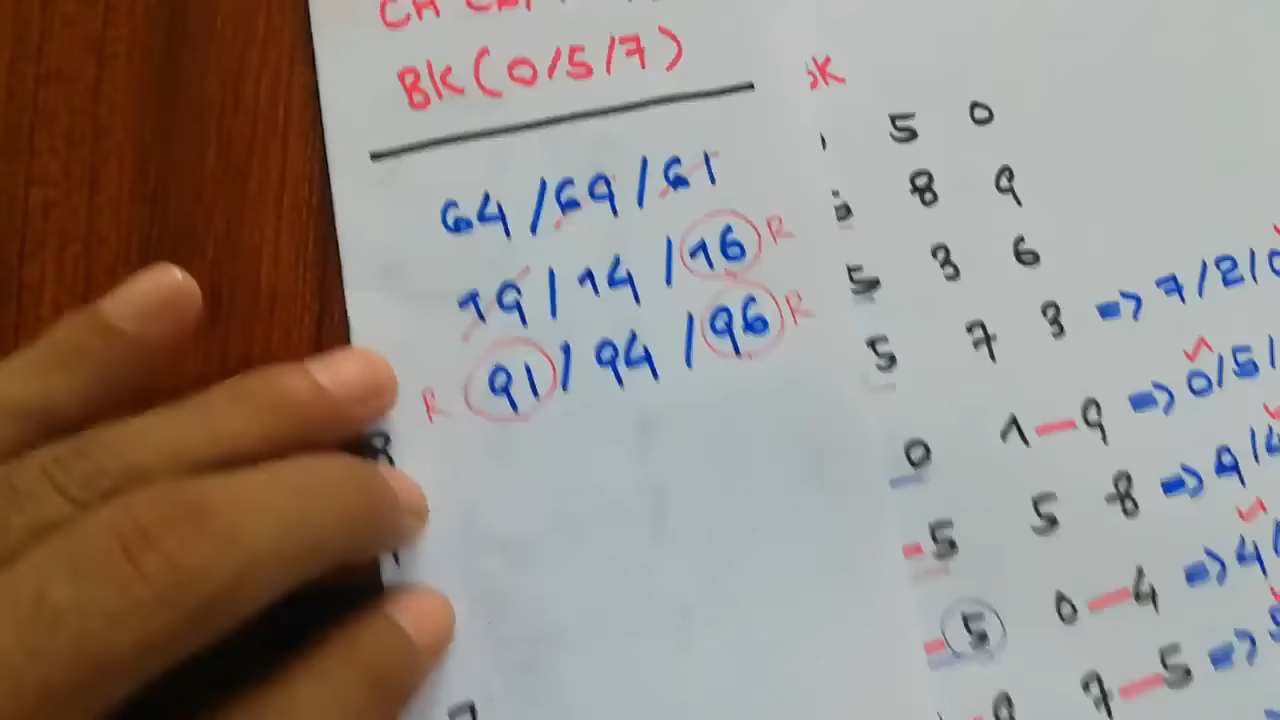 BK(0/5/7)
64/69/61
19/14/16 R
R 91/94/96 R
5 0
8 9
5 3 6
5 7 3 => 7/2/0
0 1-9 => 0/5/
-5 5 8 => 9/
-5 0-4 => 4/
7-5 =>